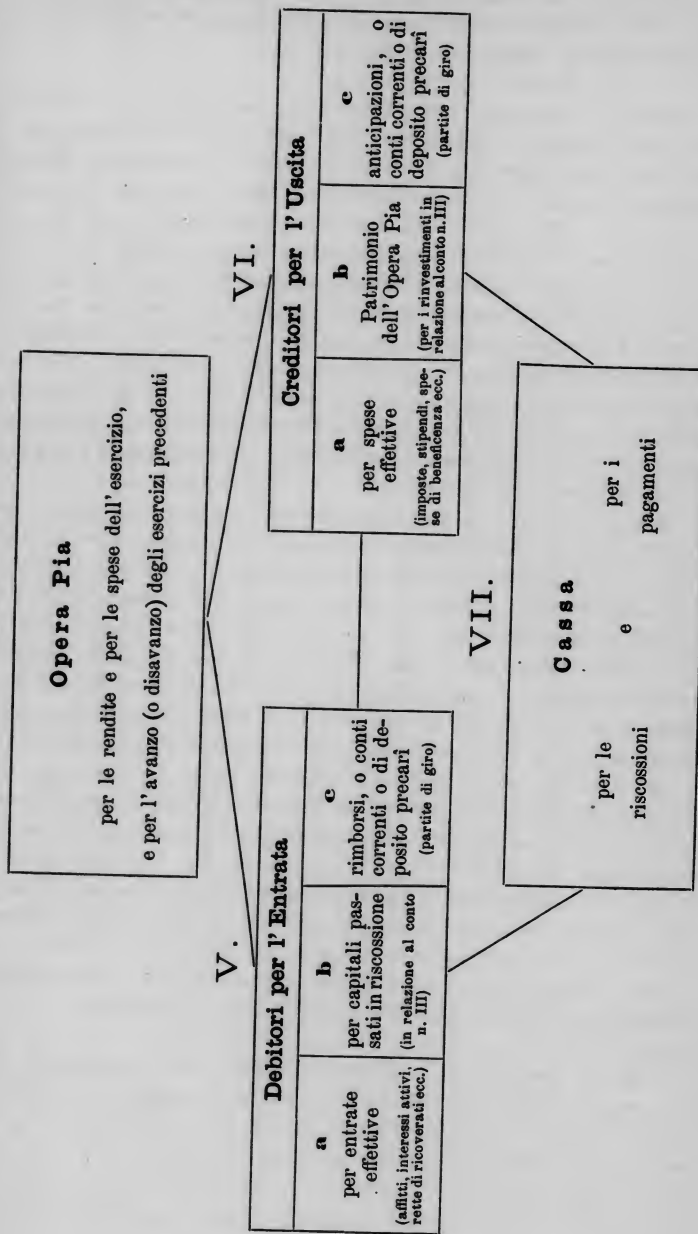 Opera Pia
per le rendite e per le spese dell'esercizio,
e per l'avanzo (o disavanzo) degli esercizi precedenti
V.
Debitori per l'Entrata
a
per entrate
effettive
(affitti, interessi attivi,
rette di ricoverati ecc.)
b
per capitali pas-
sati in riscossione
(in relazione al conto
n. III)
c
rimborsi, o conti
correnti o di de-
posito precarî
(partite di giro)
VI.
Creditori per l'Uscita
a
per spese
effettive
(imposte, stipendi, spe-
se di beneficenza ecc.)
b
Patrimonio
dell'Opera Pia
(per i rinvestimenti in
relazione al conto n. III)
c
anticipazioni, o
conti correnti o di
deposito precarî
(partite di giro)
VII.
Cassa
per le
riscossioni
e
per i
pagamenti